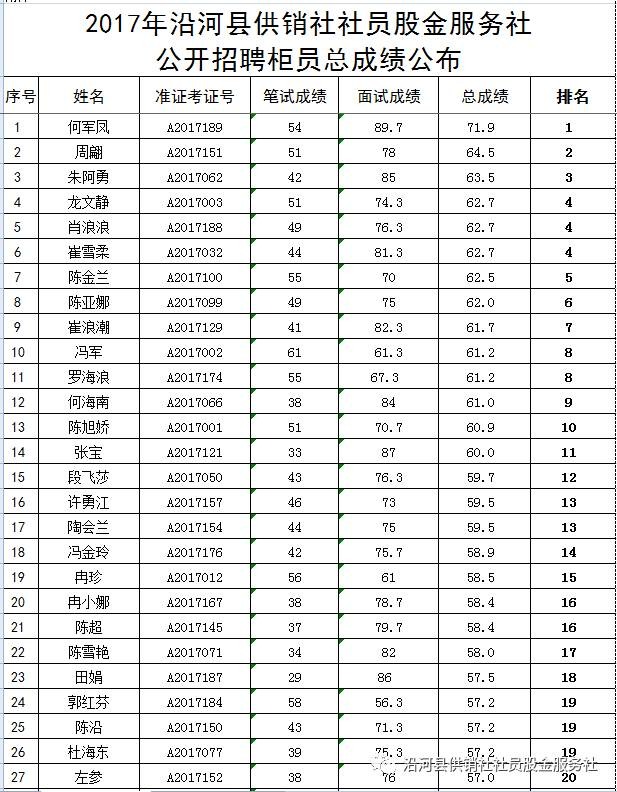 2017年沿河县供销社社员股金服务社
公开招聘柜员总成绩公布
序号 姓名 准证考证号 笔试成绩 面试成绩 总成绩 排名
1 何军凤 A2017189 54 89.7 71.9 1
2 周翩 A2017151 51 78 64.5 2
3 朱阿勇 A2017062 42 85 63.5 3
4 龙文静 A2017003 51 74.3 62.7 4
5 肖浪浪 A2017188 49 76.3 62.7 4
6 崔雪柔 A2017032 44 81.3 62.7 4
7 陈金兰 A2017100 55 70 62.5 5
8 陈亚娜 A2017099 49 75 62.0 6
9 崔浪潮 A2017129 41 82.3 61.7 7
10 冯军 A2017002 61 61.3 61.2 8
11 罗海浪 A2017174 55 67.3 61.2 8
12 何海南 A2017066 38 84 61.0 9
13 陈旭娇 A2017001 51 70.7 60.9 10
14 张宝 A2017121 33 87 60.0 11
15 段飞莎 A2017050 43 76.3 59.7 12
16 许勇江 A2017157 46 73 59.5 13
17 陶会兰 A2017154 44 75 59.5 13
18 冯金玲 A2017176 42 75.7 58.9 14
19 冉珍 A2017012 56 61 58.5 15
20 冉小娜 A2017167 38 78.7 58.4 16
21 陈超 A2017145 37 79.7 58.4 16
22 陈雪艳 A2017071 34 82 58.0 17
23 田娟 A2017187 29 86 57.5 18
24 郭红芬 A2017184 58 56.3 57.2 19
25 陈沿 A2017150 43 71.3 57.2 19
26 杜海东 A2017077 39 75.3 57.2 19
27 左参 A2017152 38 76 57.0 20
沿河县供销社社员股金服务社